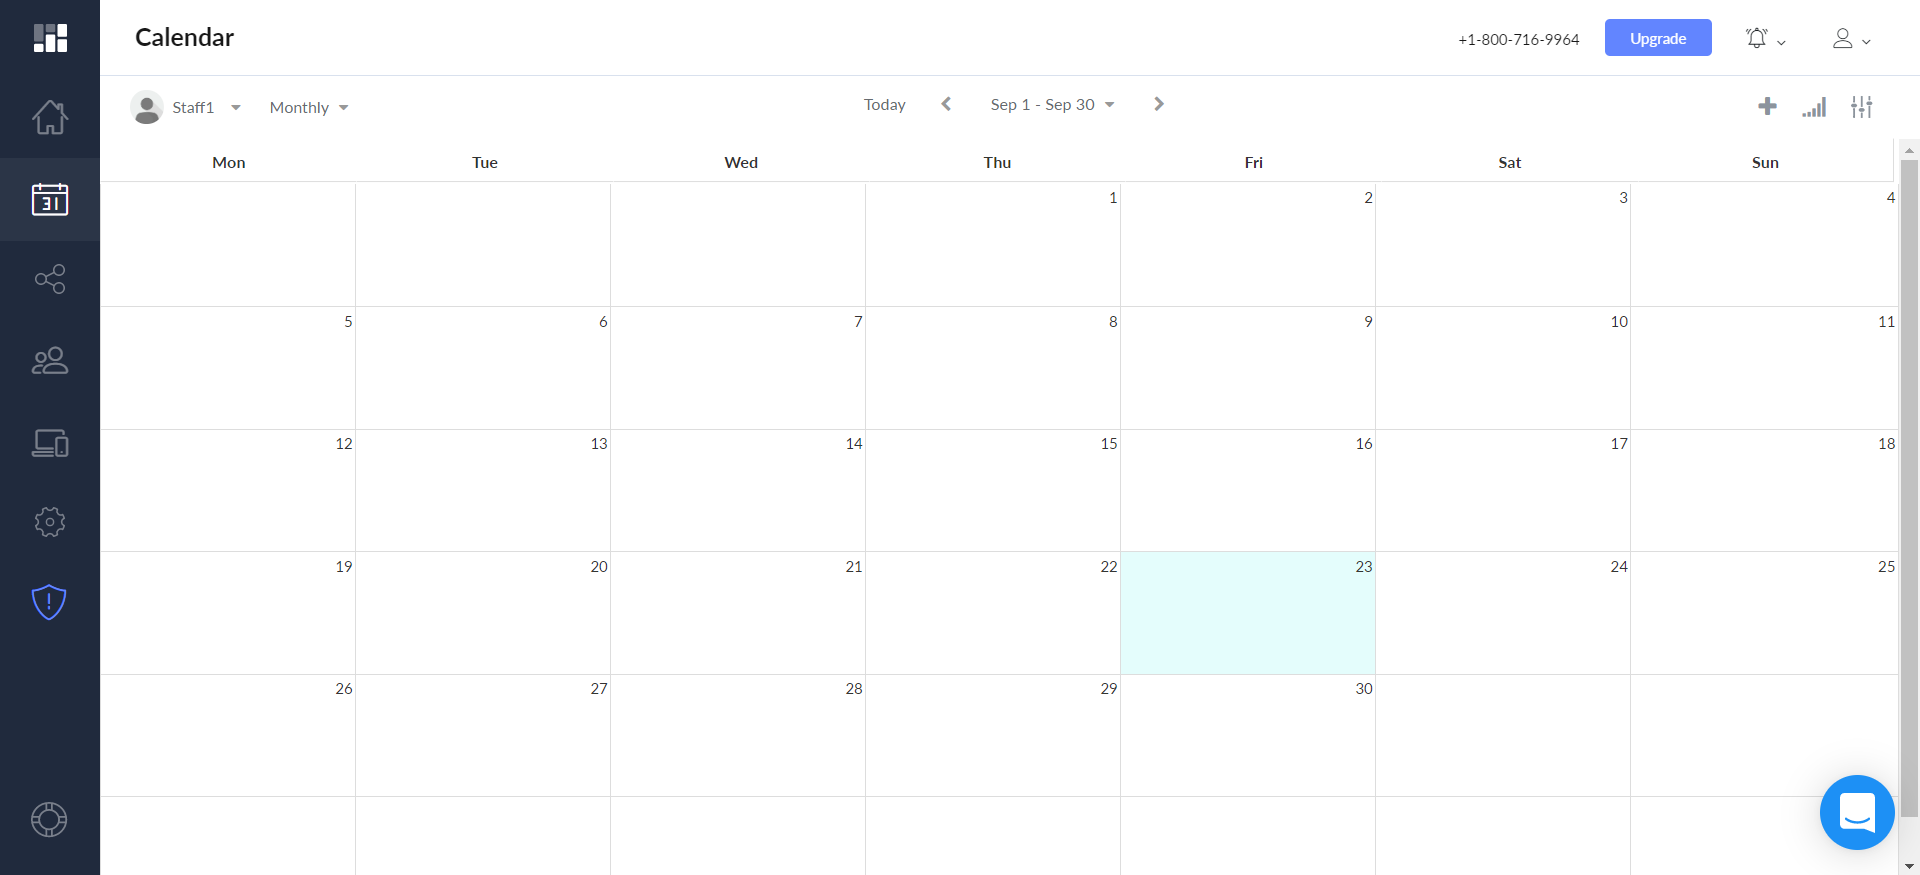 Calendar
+1-800-716-9964
Upgrade
Staff1
Monthly
Today
Sep 1 - Sep 30
Mon Tue Wed Thu Fri Sat Sun
31
1 2 3 4
5 6 7 8 9 10 11
12 13 14 15 16 17 18
19 20 21 22 23 24 25
26 27 28 29 30